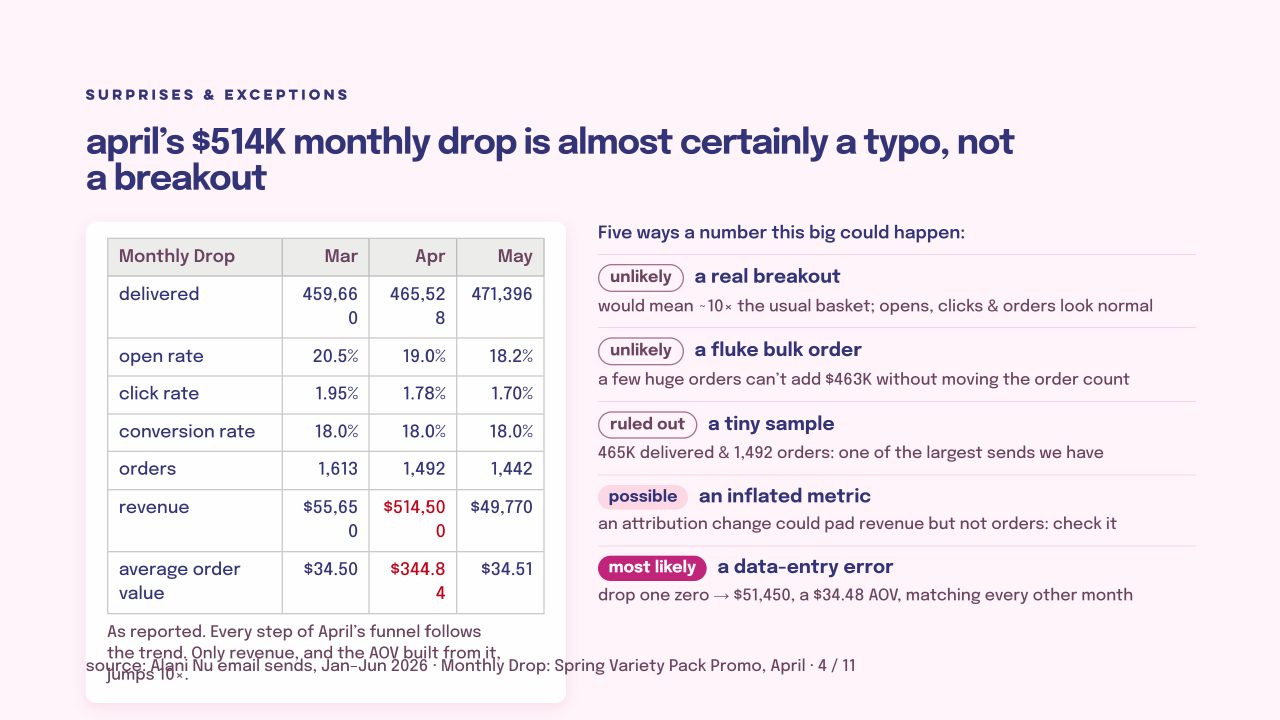 SURPRISES & EXCEPTIONS
april's $514K monthly drop is almost certainly a typo, not
a breakout
Monthly Drop Mar Apr May
delivered 459,66 465,52 471,396
0 8
open rate 20.5% 19.0% 18.2%
click rate 1.95% 1.78% 1.70%
conversion rate 18.0% 18.0% 18.0%
orders 1,613 1,492 1,442
revenue $55,65 $514,50 $49,770
0 0
average order $34.50 $344.8 $34.51
value 4
As reported. Every step of April's funnel follows
the trend. Only revenue, and the AOV built from it,
jumps 10×.
Five ways a number this big could happen:
unlikely a real breakout
would mean ~10× the usual basket; opens, clicks & orders look normal
unlikely a fluke bulk order
a few huge orders can't add $463K without moving the order count
ruled out a tiny sample
465K delivered & 1,492 orders: one of the largest sends we have
possible an inflated metric
an attribution change could pad revenue but not orders: check it
most likely a data-entry error
drop one zero → $51,450, a $34.48 AOV, matching every other month
source: Alani Nu email sends, Jan–Jun 2026 · Monthly Drop: Spring Variety Pack Promo, April · 4 / 11